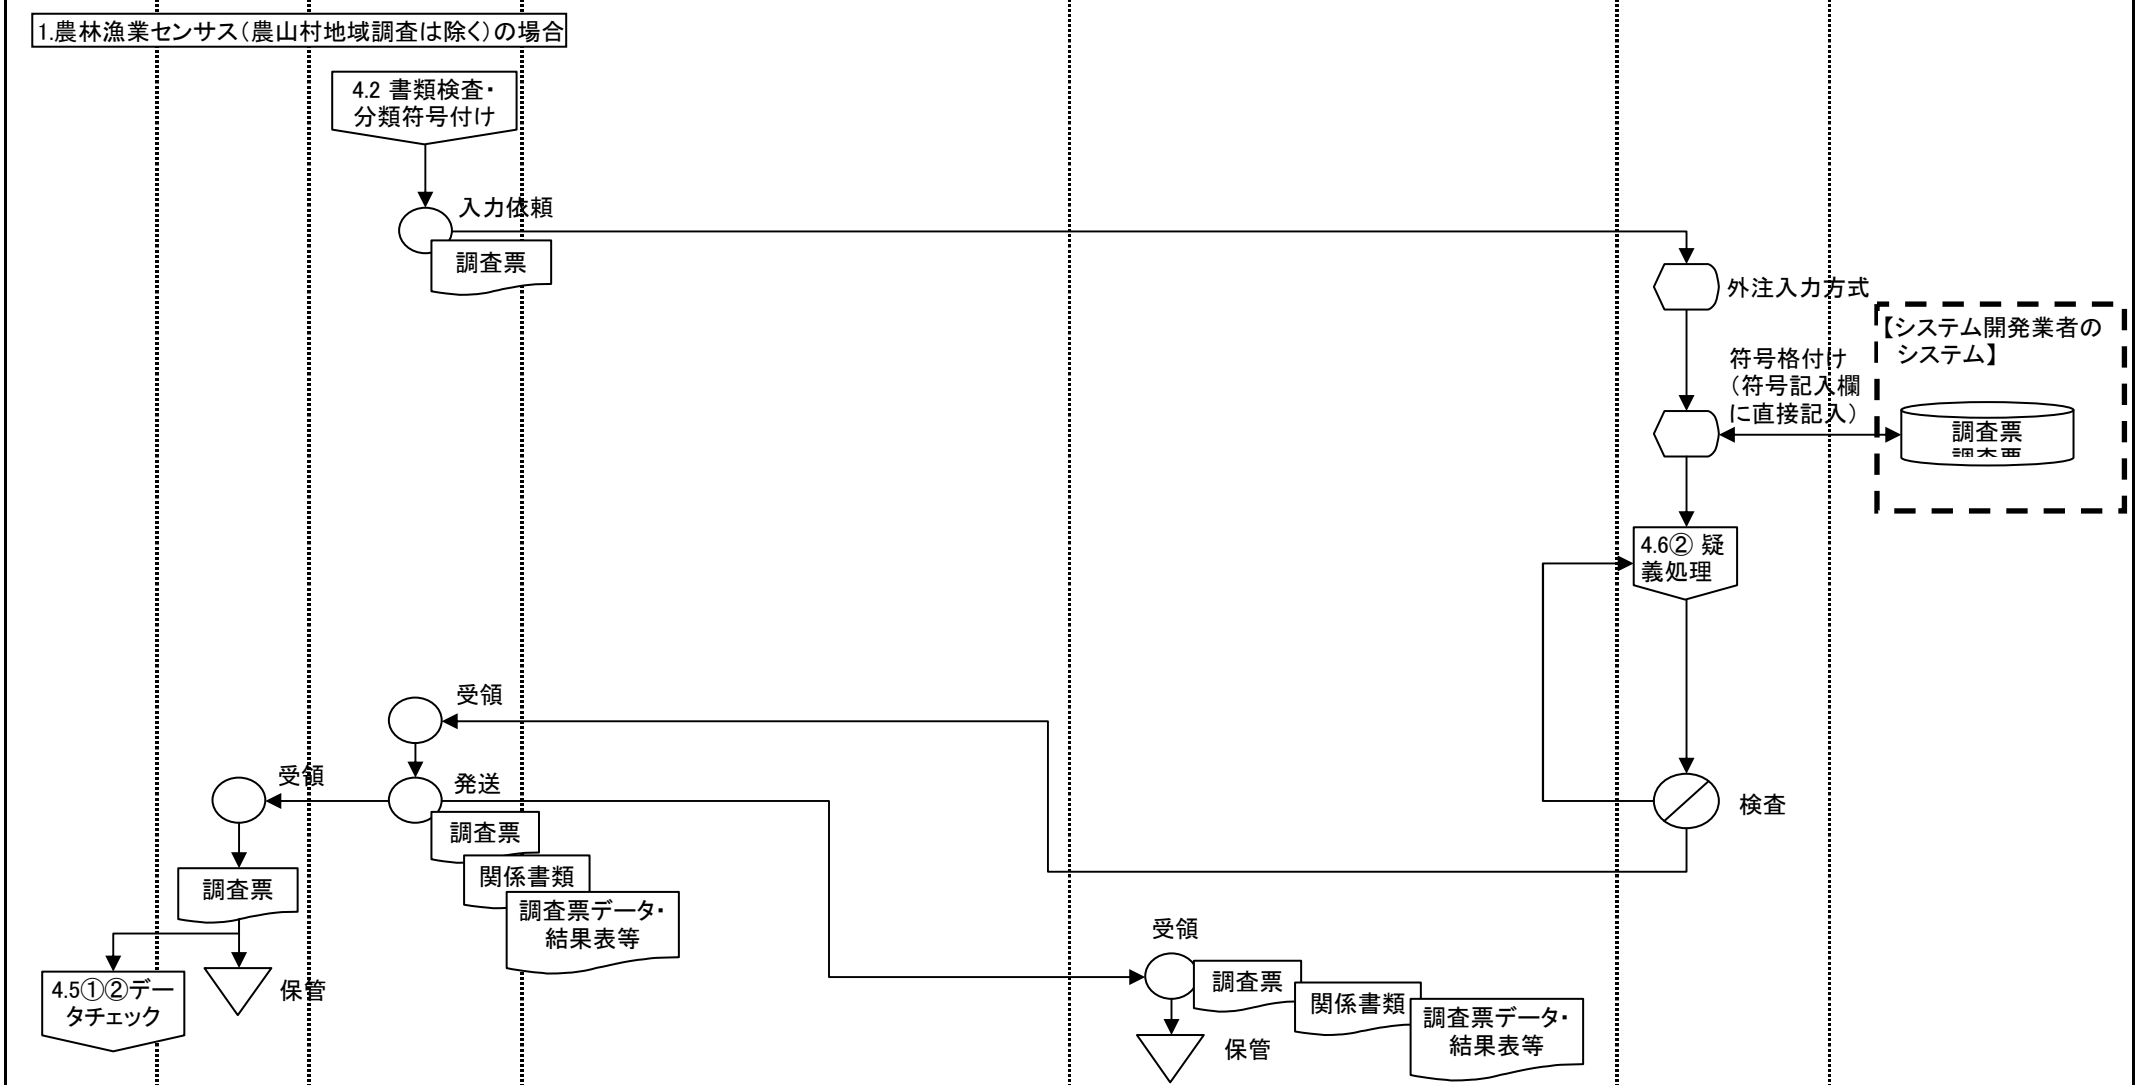 1.農林漁業センサス（農山村地域調査は除く）の場合
4.2 書類検査・
分類符号付け
入力依頼
調査票
外注入力方式
【システム開発業者の
システム】
符号格付け
（符号記入欄
に直接記入）
調査票
調査票
4.6② 疑
義処理
受領
受領
発送
検査
調査票
関係書類
調査票データ・
結果表等
調査票
4.5①②デー
タチェック
保管
受領
調査票
関係書類
調査票データ・
結果表等
保管